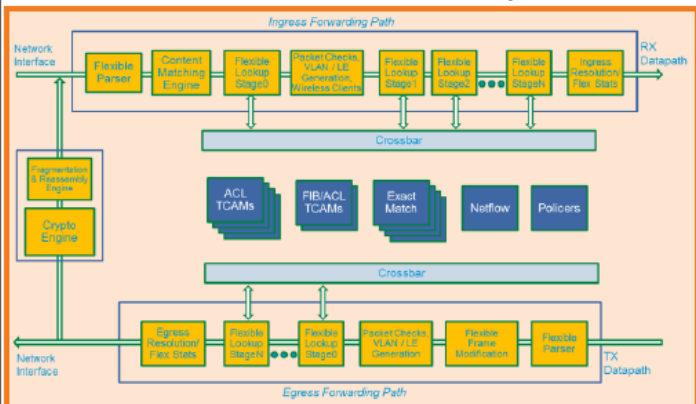 Ingress Forwarding Path
Network
Interface
RX
Datapath
Flexible
Parser
Content
Matching
Engine
Flexible
Lookup
Stage0
Packet Checks,
VLAN / LE
Generation,
Wireless Clients
Flexible
Lookup
Stage1
Flexible
Lookup
Stage2
Flexible
Lookup
StageN
Ingress
Resolution/
Flex Stats
Crossbar
Fragmentation
& Reassembly
Engine
Crypto
Engine
ACL
TCAMs
FIB/ACL
TCAMs
Exact
Match
Netflow
Policers
Crossbar
Egress
Resolution/
Flex Stats
Flexible
Lookup
StageN
Flexible
Lookup
Stage0
Packet Checks,
VLAN / LE
Generation
Flexible
Frame
Modification
Flexible
Parser
Network
Interface
TX
Datapath
Egress Forwarding Path